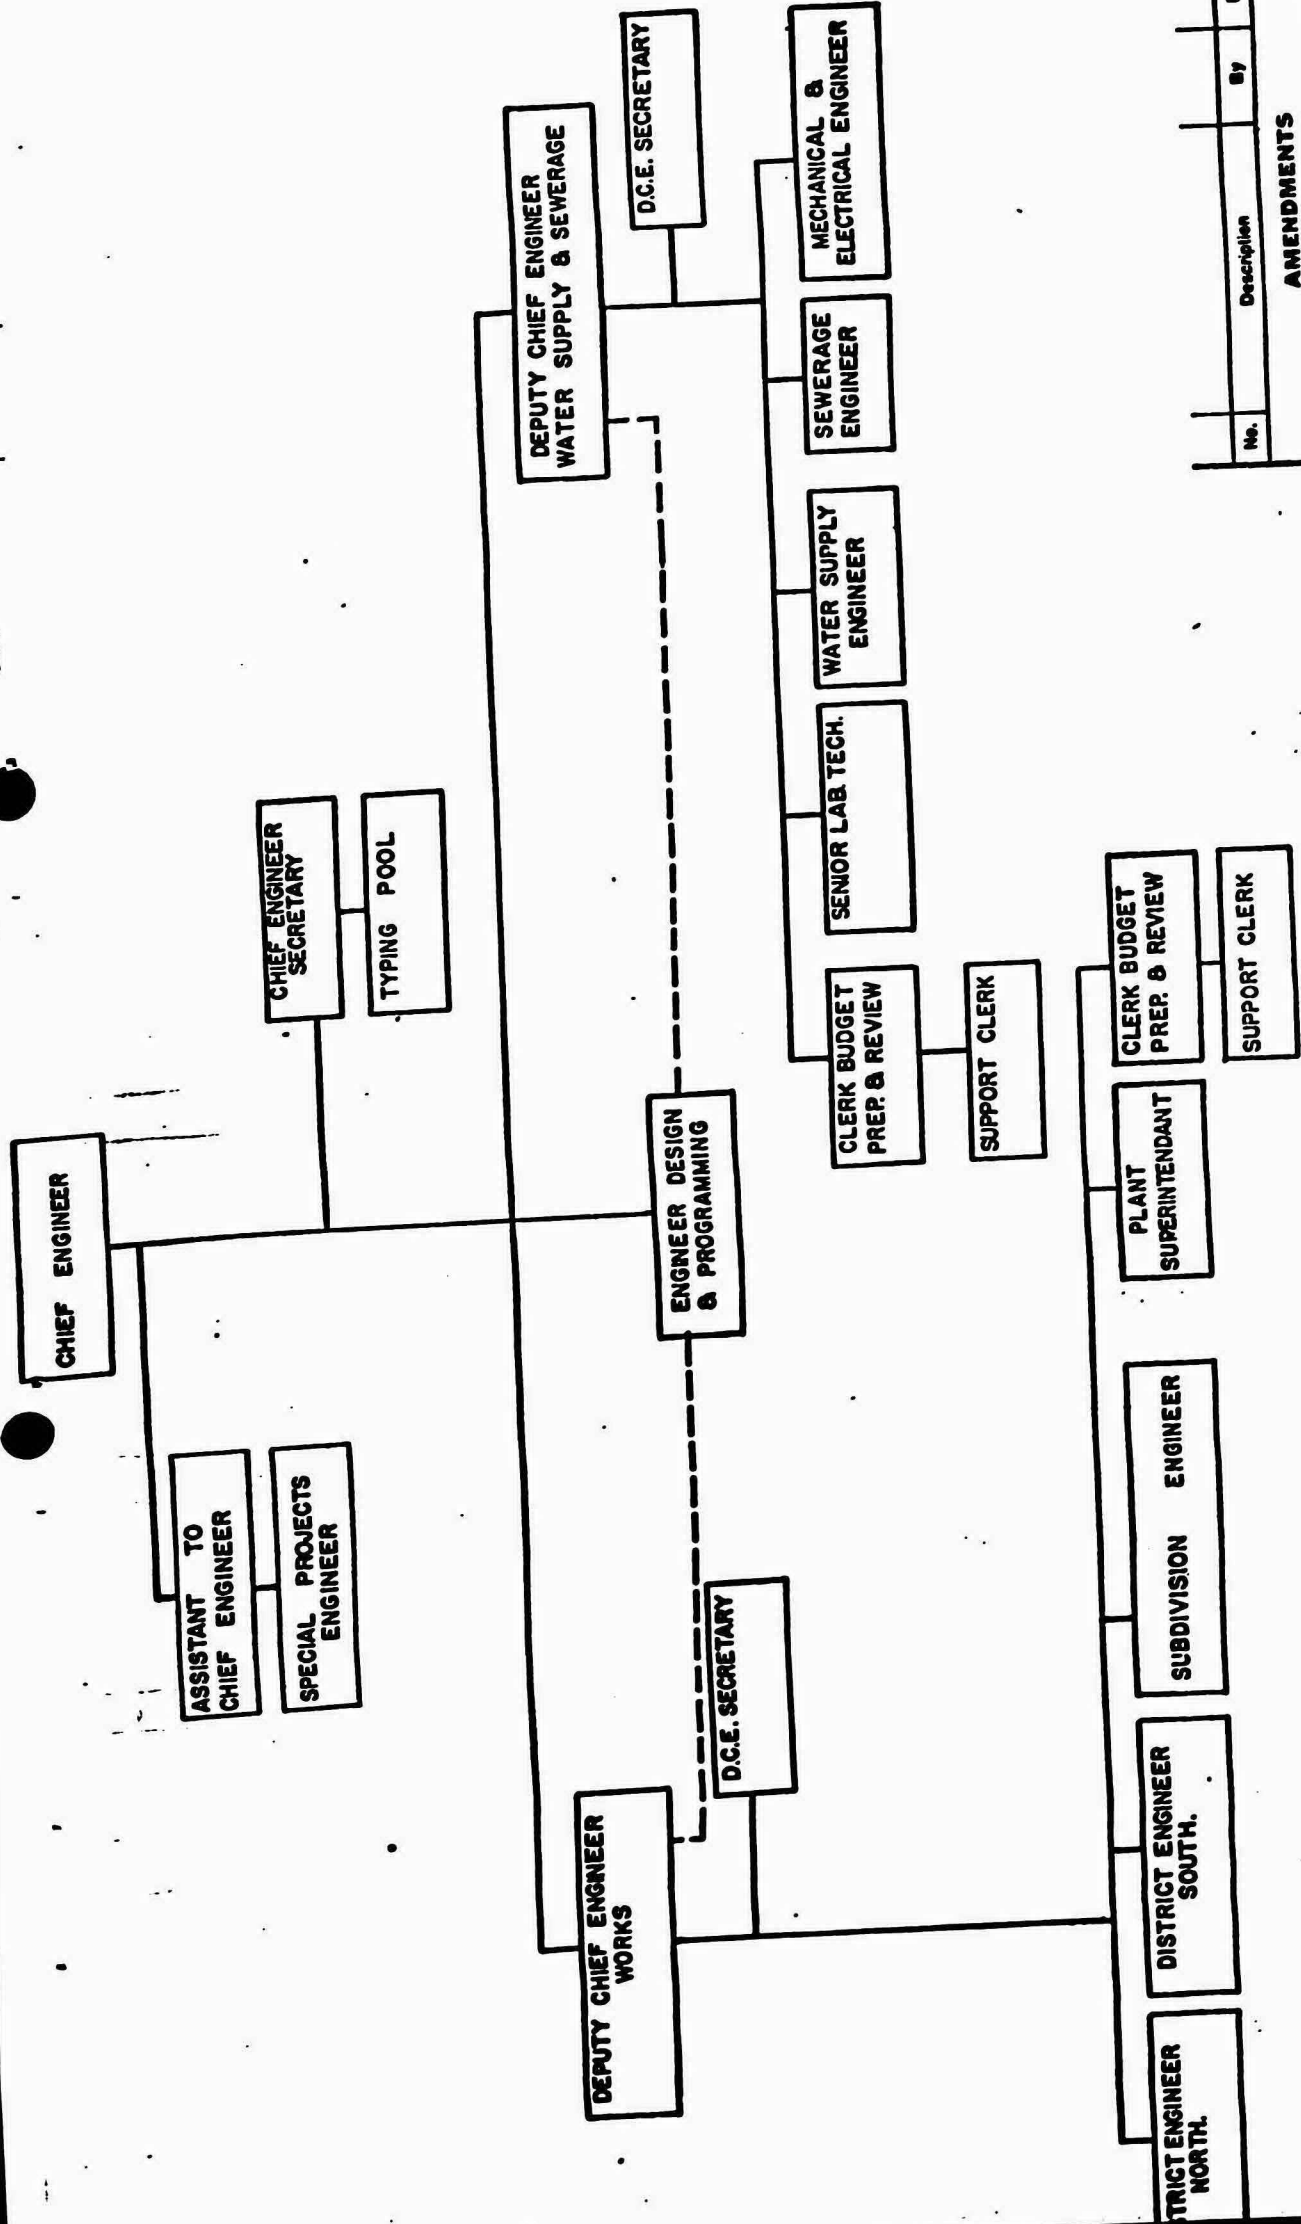 CHIEF ENGINEER
ASSISTANT TO
CHIEF ENGINEER
SPECIAL PROJECTS
ENGINEER
CHIEF ENGINEER
SECRETARY
TYPING POOL
DEPUTY CHIEF ENGINEER
WORKS
D.C.E. SECRETARY
ENGINEER DESIGN
& PROGRAMMING
DEPUTY CHIEF ENGINEER
WATER SUPPLY & SEWERAGE
D.C.E. SECRETARY
CLERK BUDGET
PREP. & REVIEW
SUPPORT CLERK
SENIOR LAB. TECH.
WATER SUPPLY
ENGINEER
SEWERAGE
ENGINEER
MECHANICAL &
ELECTRICAL ENGINEER
TRICT ENGINEER
NORTH.
DISTRICT ENGINEER
SOUTH.
SUBDIVISION ENGINEER
PLANT
SUPERINTENDANT
CLERK BUDGET
PREP. & REVIEW
SUPPORT CLERK
No. Description By
AMENDMENTS